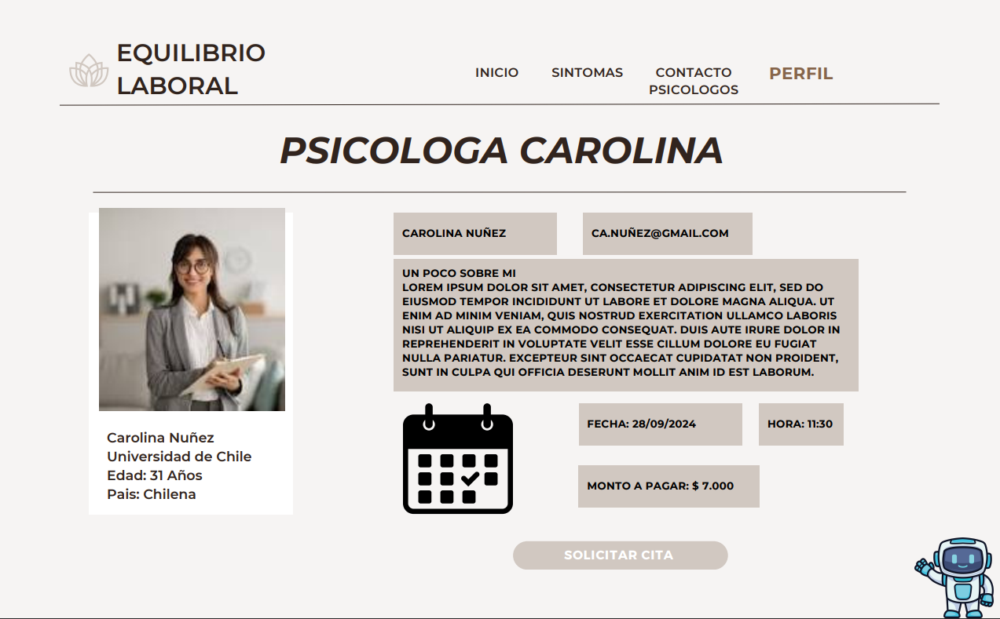 EQUILIBRIO
LABORAL
INICIO
SINTOMAS
CONTACTO
PSICOLOGOS
PERFIL
PSICOLOGA CAROLINA
CAROLINA NUÑEZ
CA.NUÑEZ@GMAIL.COM
UN POCO SOBRE MI
LOREM IPSUM DOLOR SIT AMET, CONSECTETUR ADIPISCING ELIT, SED DO
EIUSMOD TEMPOR INCIDIDUNT UT LABORE ET DOLORE MAGNA ALIQUA. UT
ENIM AD MINIM VENIAM, QUIS NOSTRUD EXERCITATION ULLAMCO LABORIS
NISI UT ALIQUIP EX EA COMMODO CONSEQUAT. DUIS AUTE IRURE DOLOR IN
REPREHENDERIT IN VOLUPTATE VELIT ESSE CILLUM DOLORE EU FUGIAT
NULLA PARIATUR. EXCEPTEUR SINT OCCAECAT CUPIDATAT NON PROIDENT,
SUNT IN CULPA QUI OFFICIA DESERUNT MOLLIT ANIM ID EST LABORUM.
Carolina Nuñez
Universidad de Chile
Edad: 31 Años
Pais: Chilena
FECHA: 28/09/2024
HORA: 11:30
MONTO A PAGAR: $ 7.000
SOLICITAR CITA